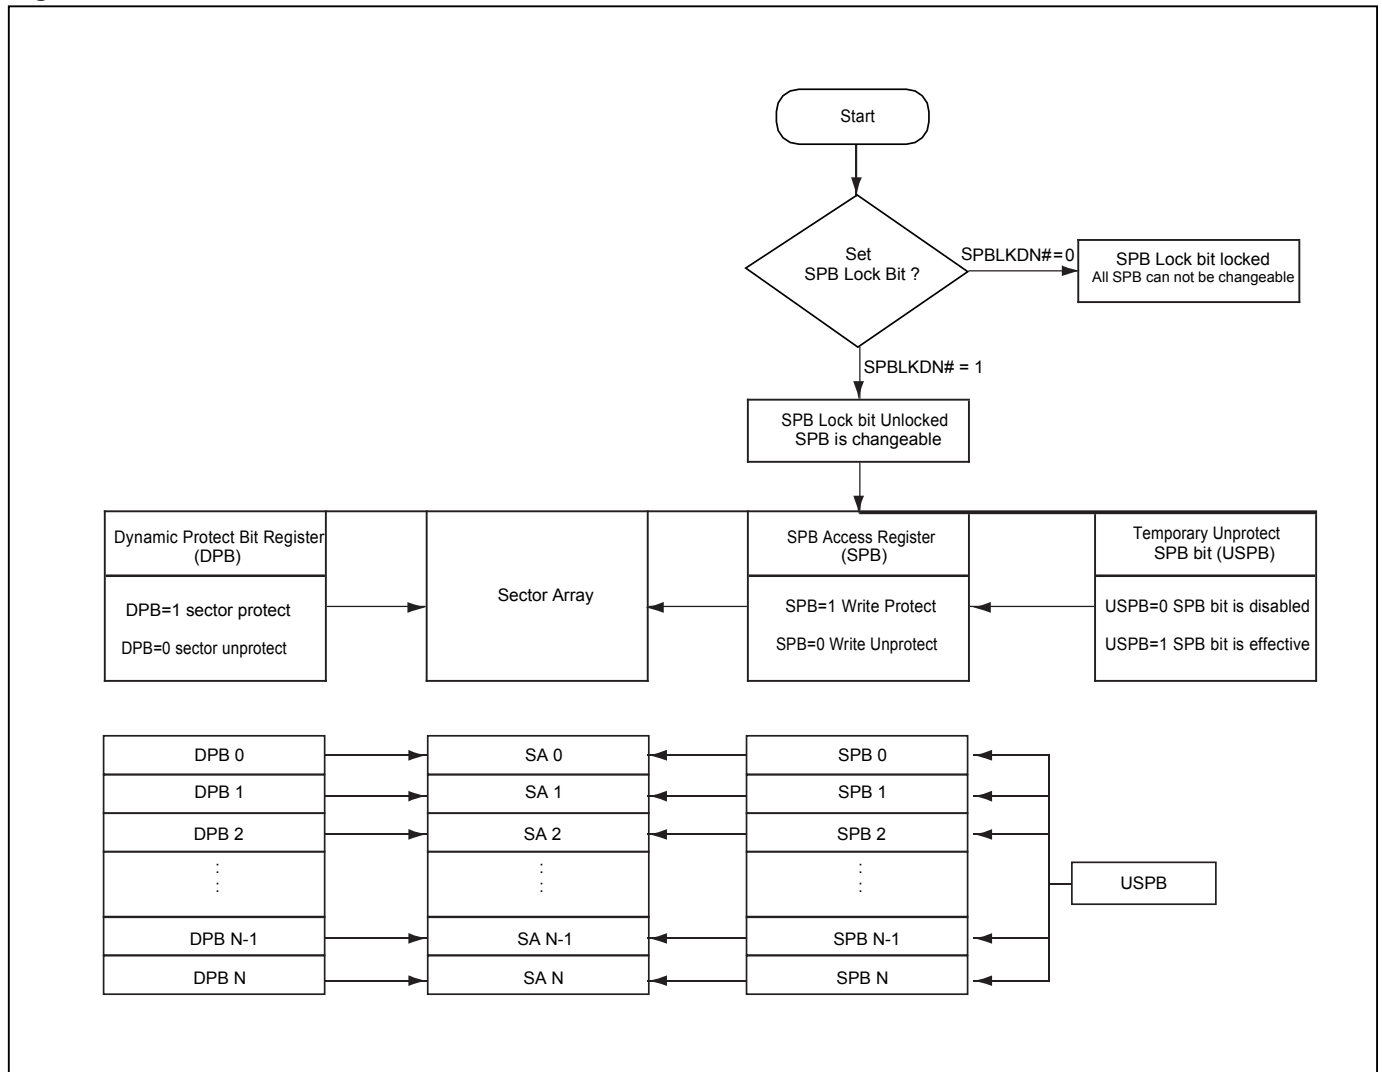 Start
Set
SPB Lock Bit ?
SPBLKDN#=0
SPB Lock bit locked
All SPB can not be changeable
SPBLKDN# = 1
SPB Lock bit Unlocked
SPB is changeable
Dynamic Protect Bit Register
(DPB)
DPB=1 sector protect
DPB=0 sector unprotect
Sector Array
SPB Access Register
(SPB)
SPB=1 Write Protect
SPB=0 Write Unprotect
Temporary Unprotect
SPB bit (USPB)
USPB=0 SPB bit is disabled
USPB=1 SPB bit is effective
DPB 0
SA 0
SPB 0
DPB 1
SA 1
SPB 1
DPB 2
SA 2
SPB 2
: :
: :
: :
USPB
DPB N-1
SA N-1
SPB N-1
DPB N
SA N
SPB N